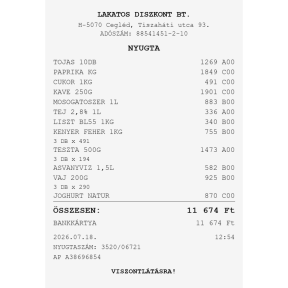 LAKATOS DISZKONT BT.
H-5070 Cegléd, Tiszaháti utca 93.
ADÓSZÁM: 88541451-2-10
NYUGTA
TOJAS 10DB 1269 A00
PAPRIKA KG 1849 C00
CUKOR 1KG 491 C00
KAVE 250G 1901 C00
MOSOGATOSZER 1L 883 B00
TEJ 2,8% 1L 336 A00
LISZT BL55 1KG 340 B00
KENYER FEHER 1KG 755 B00
3 DB x 491
TESZTA 500G 1473 A00
3 DB x 194
ASVANYVIZ 1,5L 582 B00
VAJ 200G 925 B00
3 DB x 290
JOGHURT NATUR 870 C00
ÖSSZESEN: 11 674 Ft
BANKKÁRTYA 11 674 Ft
2026.07.18. 12:54
NYUGTASZÁM: 3520/06721
AP A38696854
VISZONTLÁTÁSRA!